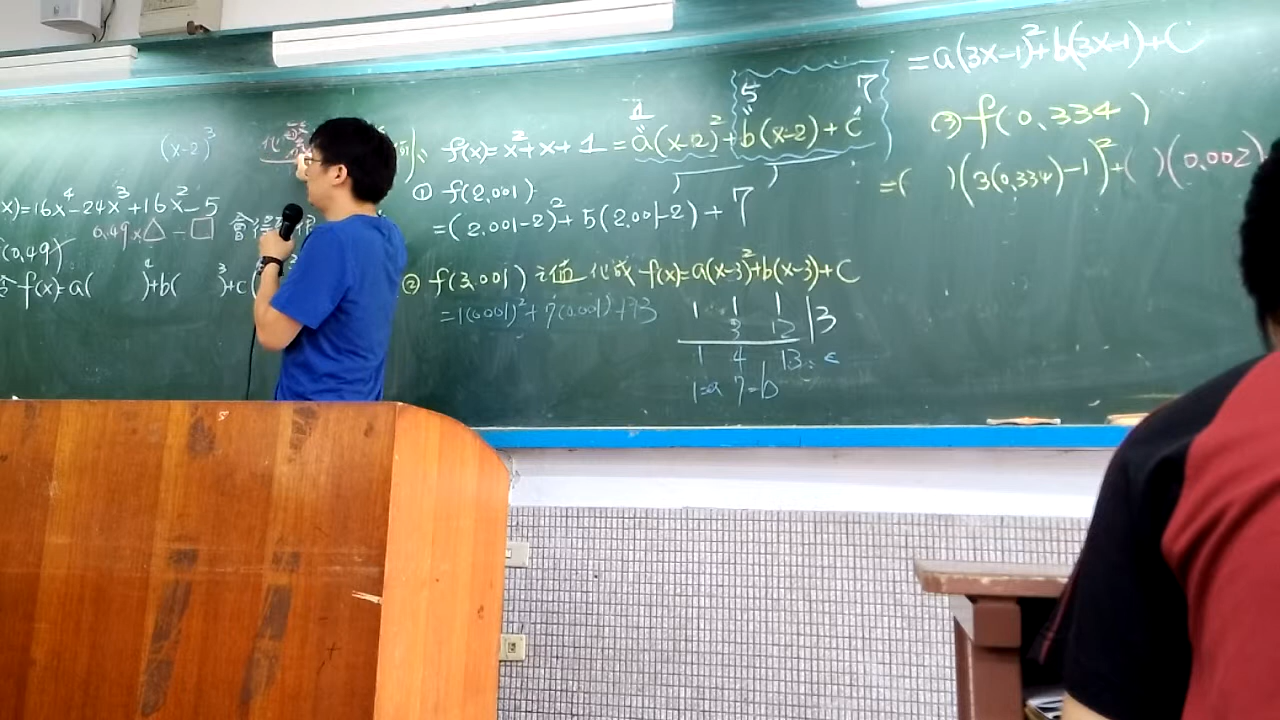 (x-2)³
x)=16x⁴-24x³+16x²-5
0.49×△-□ 會得
(0.49)
f(x)=a( )⁴+b( )³+c(
f(x)=x²+x+1=a(x-2)²+b(x-2)+c
1 5 7
① f(2.001)
=(2.001-2)²+5(2.001-2)+7
② f(3.001)之值 化成 f(x)=a(x-3)²+b(x-3)+C
=1(0.001)²+7(0.001)+13
1 1 1 |3
3 12
1 4 13=c
1=a 7=b
=a(3x-1)²+b(3x-1)+C
③ f(0.334 )
=( )(3(0.334)-1)²+( )(0.002)